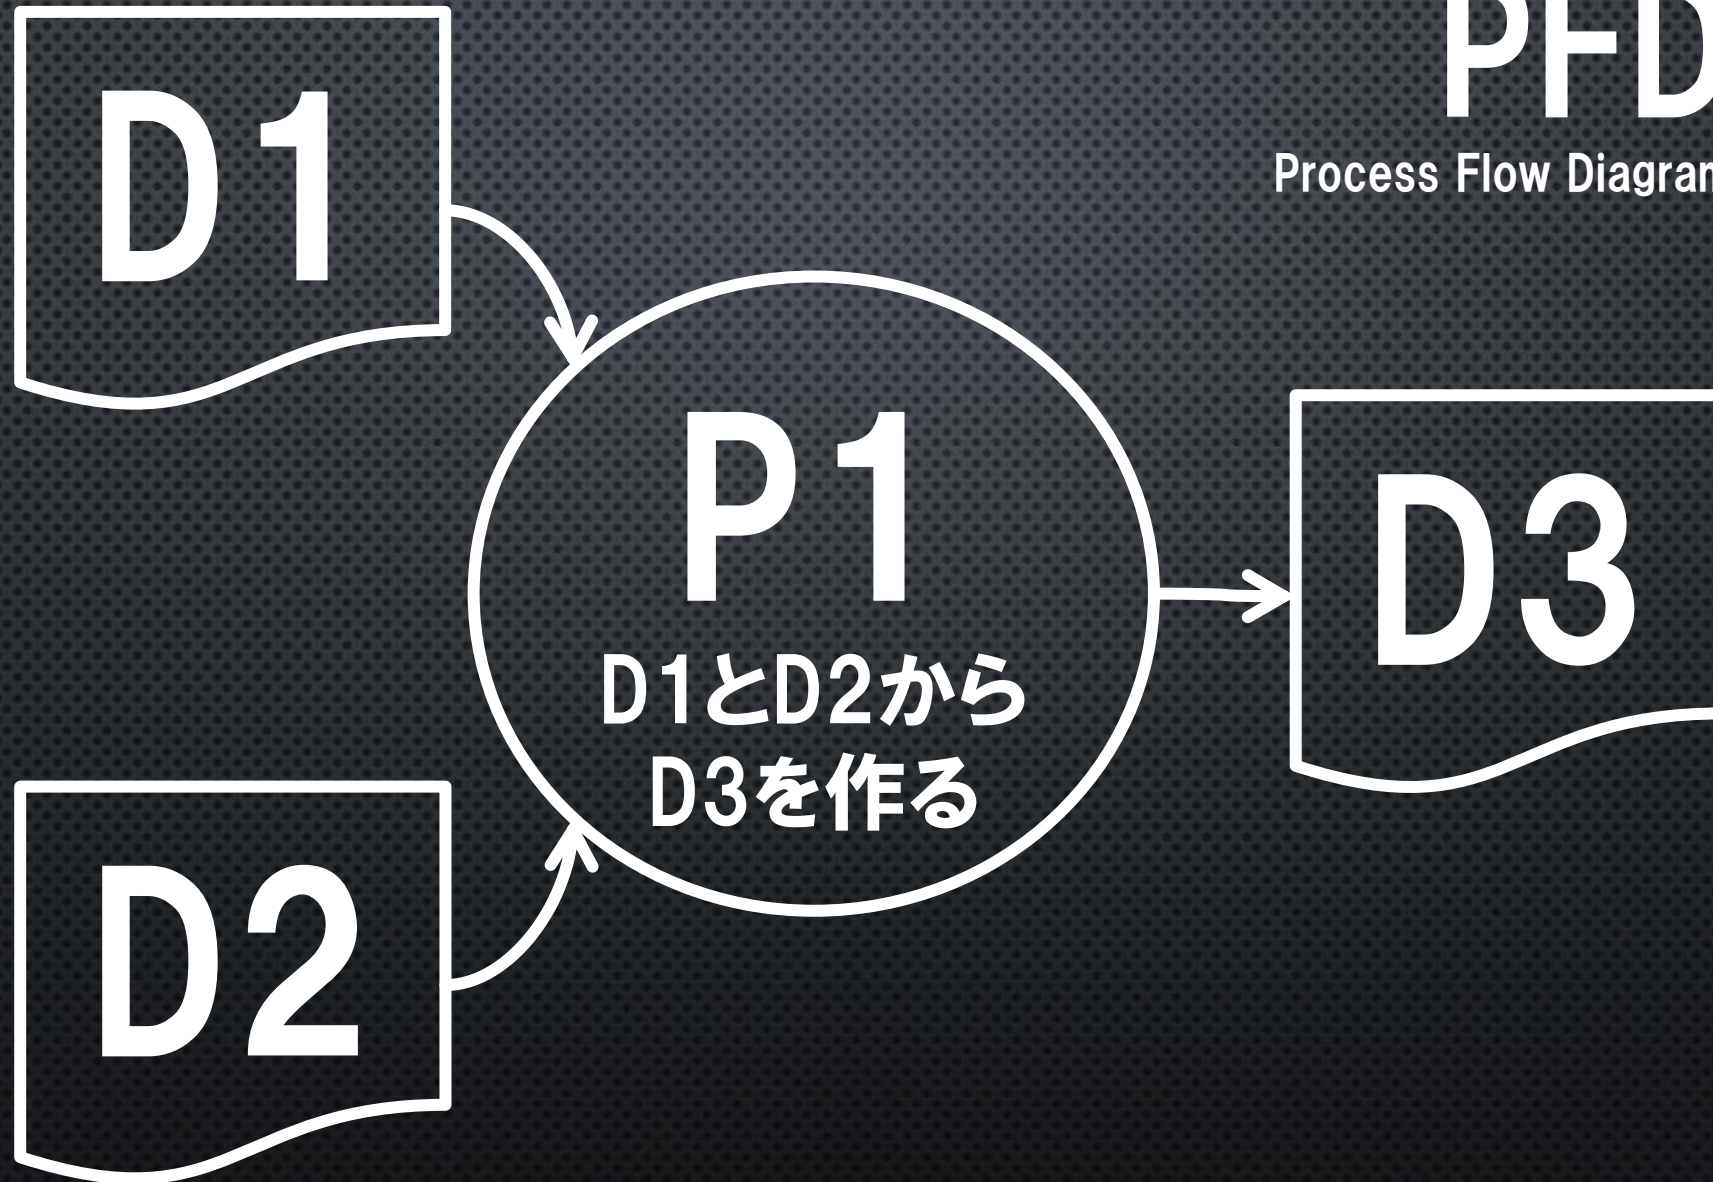 D1
PFD
Process Flow Diagram
P1
D1とD2から
D3を作る
D3
D2